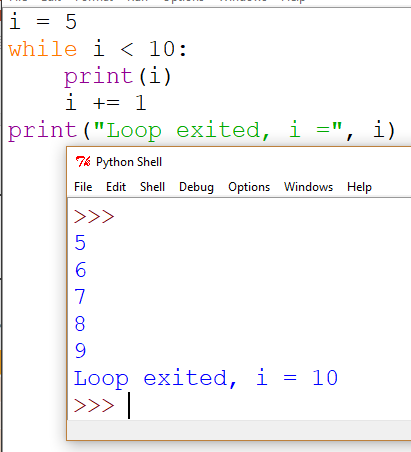 i = 5
while i < 10:
    print(i)
    i += 1
print("Loop exited, i =", i)
Python Shell
File Edit Shell Debug Options Windows Help
>>>
5
6
7
8
9
Loop exited, i = 10
>>>